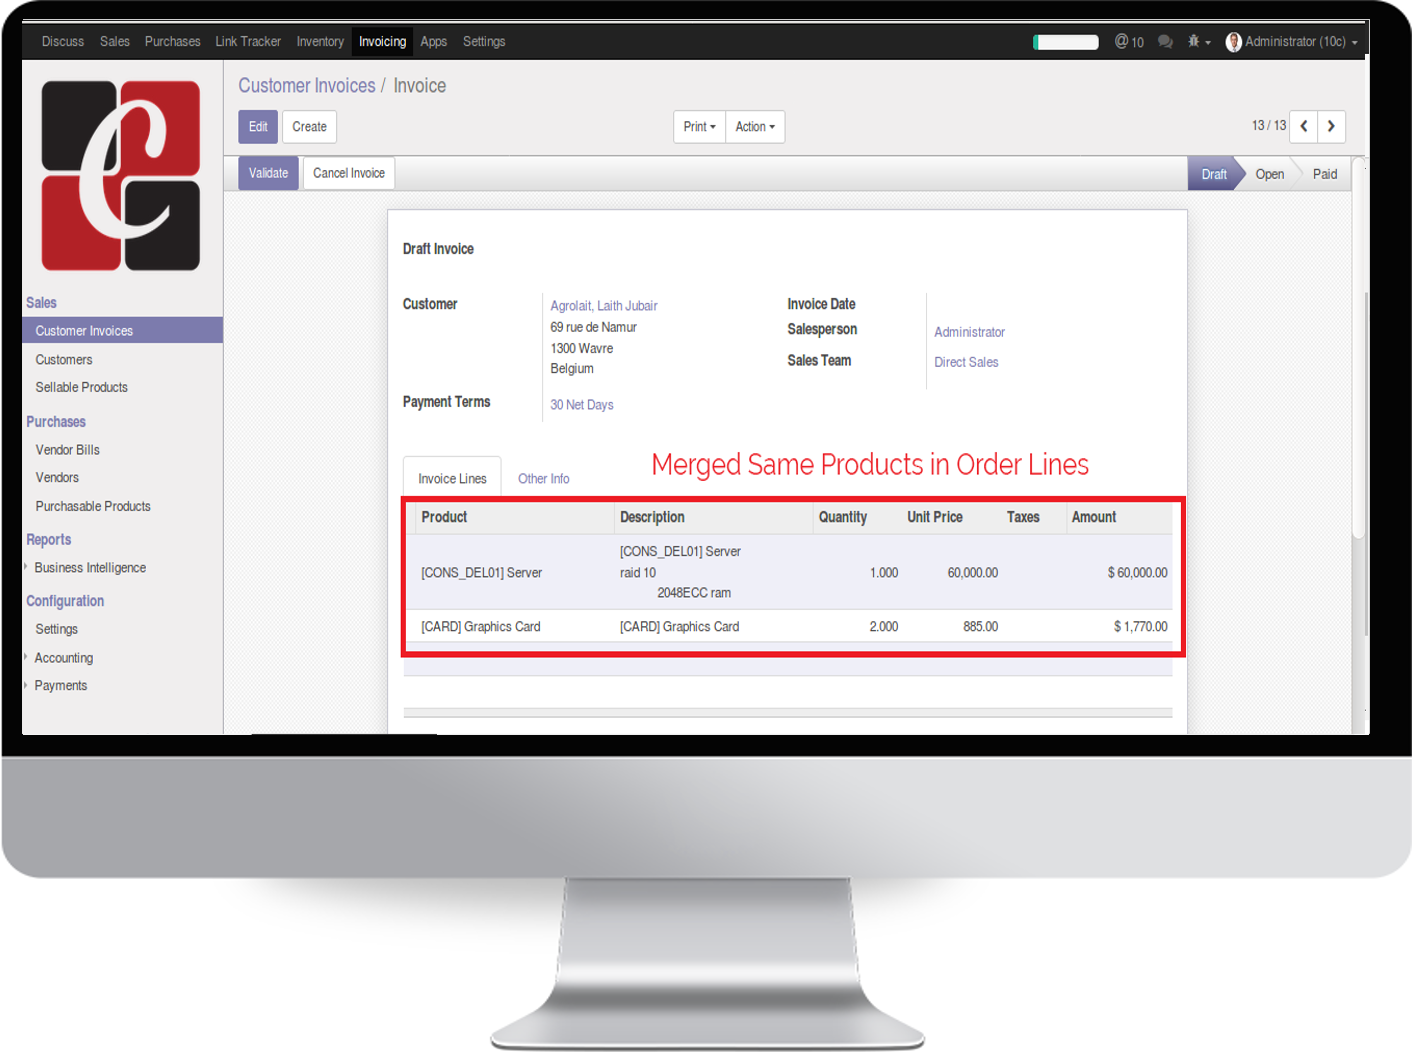 Discuss Sales Purchases Link Tracker Inventory Invoicing Apps Settings @ 10 Administrator (10c)
C
Customer Invoices / Invoice
Edit Create Print Action 13 / 13
Validate Cancel Invoice Draft Open Paid
Sales
Customer Invoices
Customers
Sellable Products
Purchases
Vendor Bills
Vendors
Purchasable Products
Reports
Business Intelligence
Configuration
Settings
Accounting
Payments
Draft Invoice
Customer
Agrolait, Laith Jubair
69 rue de Namur
1300 Wavre
Belgium
Payment Terms 30 Net Days
Invoice Date
Salesperson Administrator
Sales Team Direct Sales
Merged Same Products in Order Lines
Invoice Lines Other Info
Product Description Quantity Unit Price Taxes Amount
[CONS_DEL01] Server
[CONS_DEL01] Server raid 10 1.000 60,000.00 $ 60,000.00
2048ECC ram
[CARD] Graphics Card [CARD] Graphics Card 2.000 885.00 $ 1,770.00